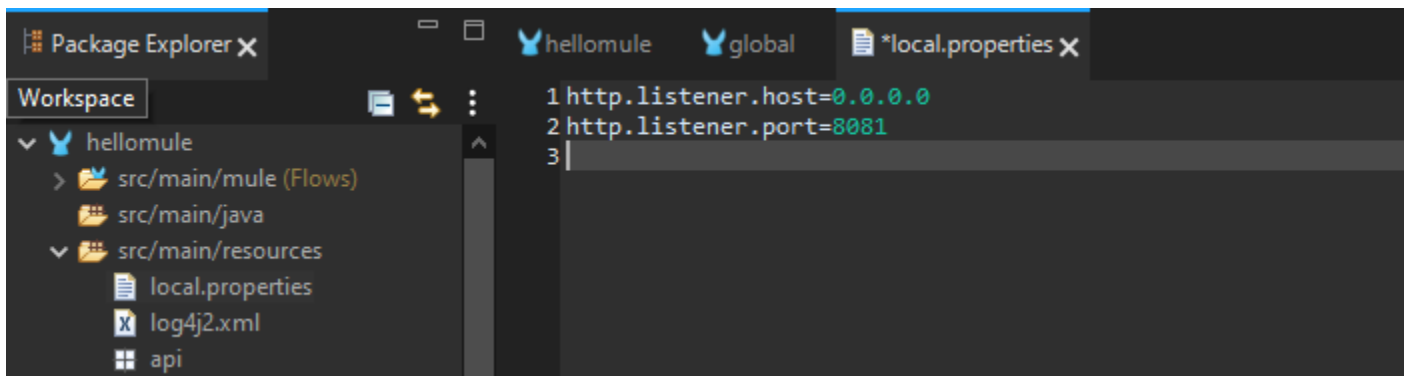 Package Explorer
Workspace
hellomule
src/main/mule (Flows)
src/main/java
src/main/resources
local.properties
log4j2.xml
api
hellomule global *local.properties
1 http.listener.host=0.0.0.0
2 http.listener.port=8081
3